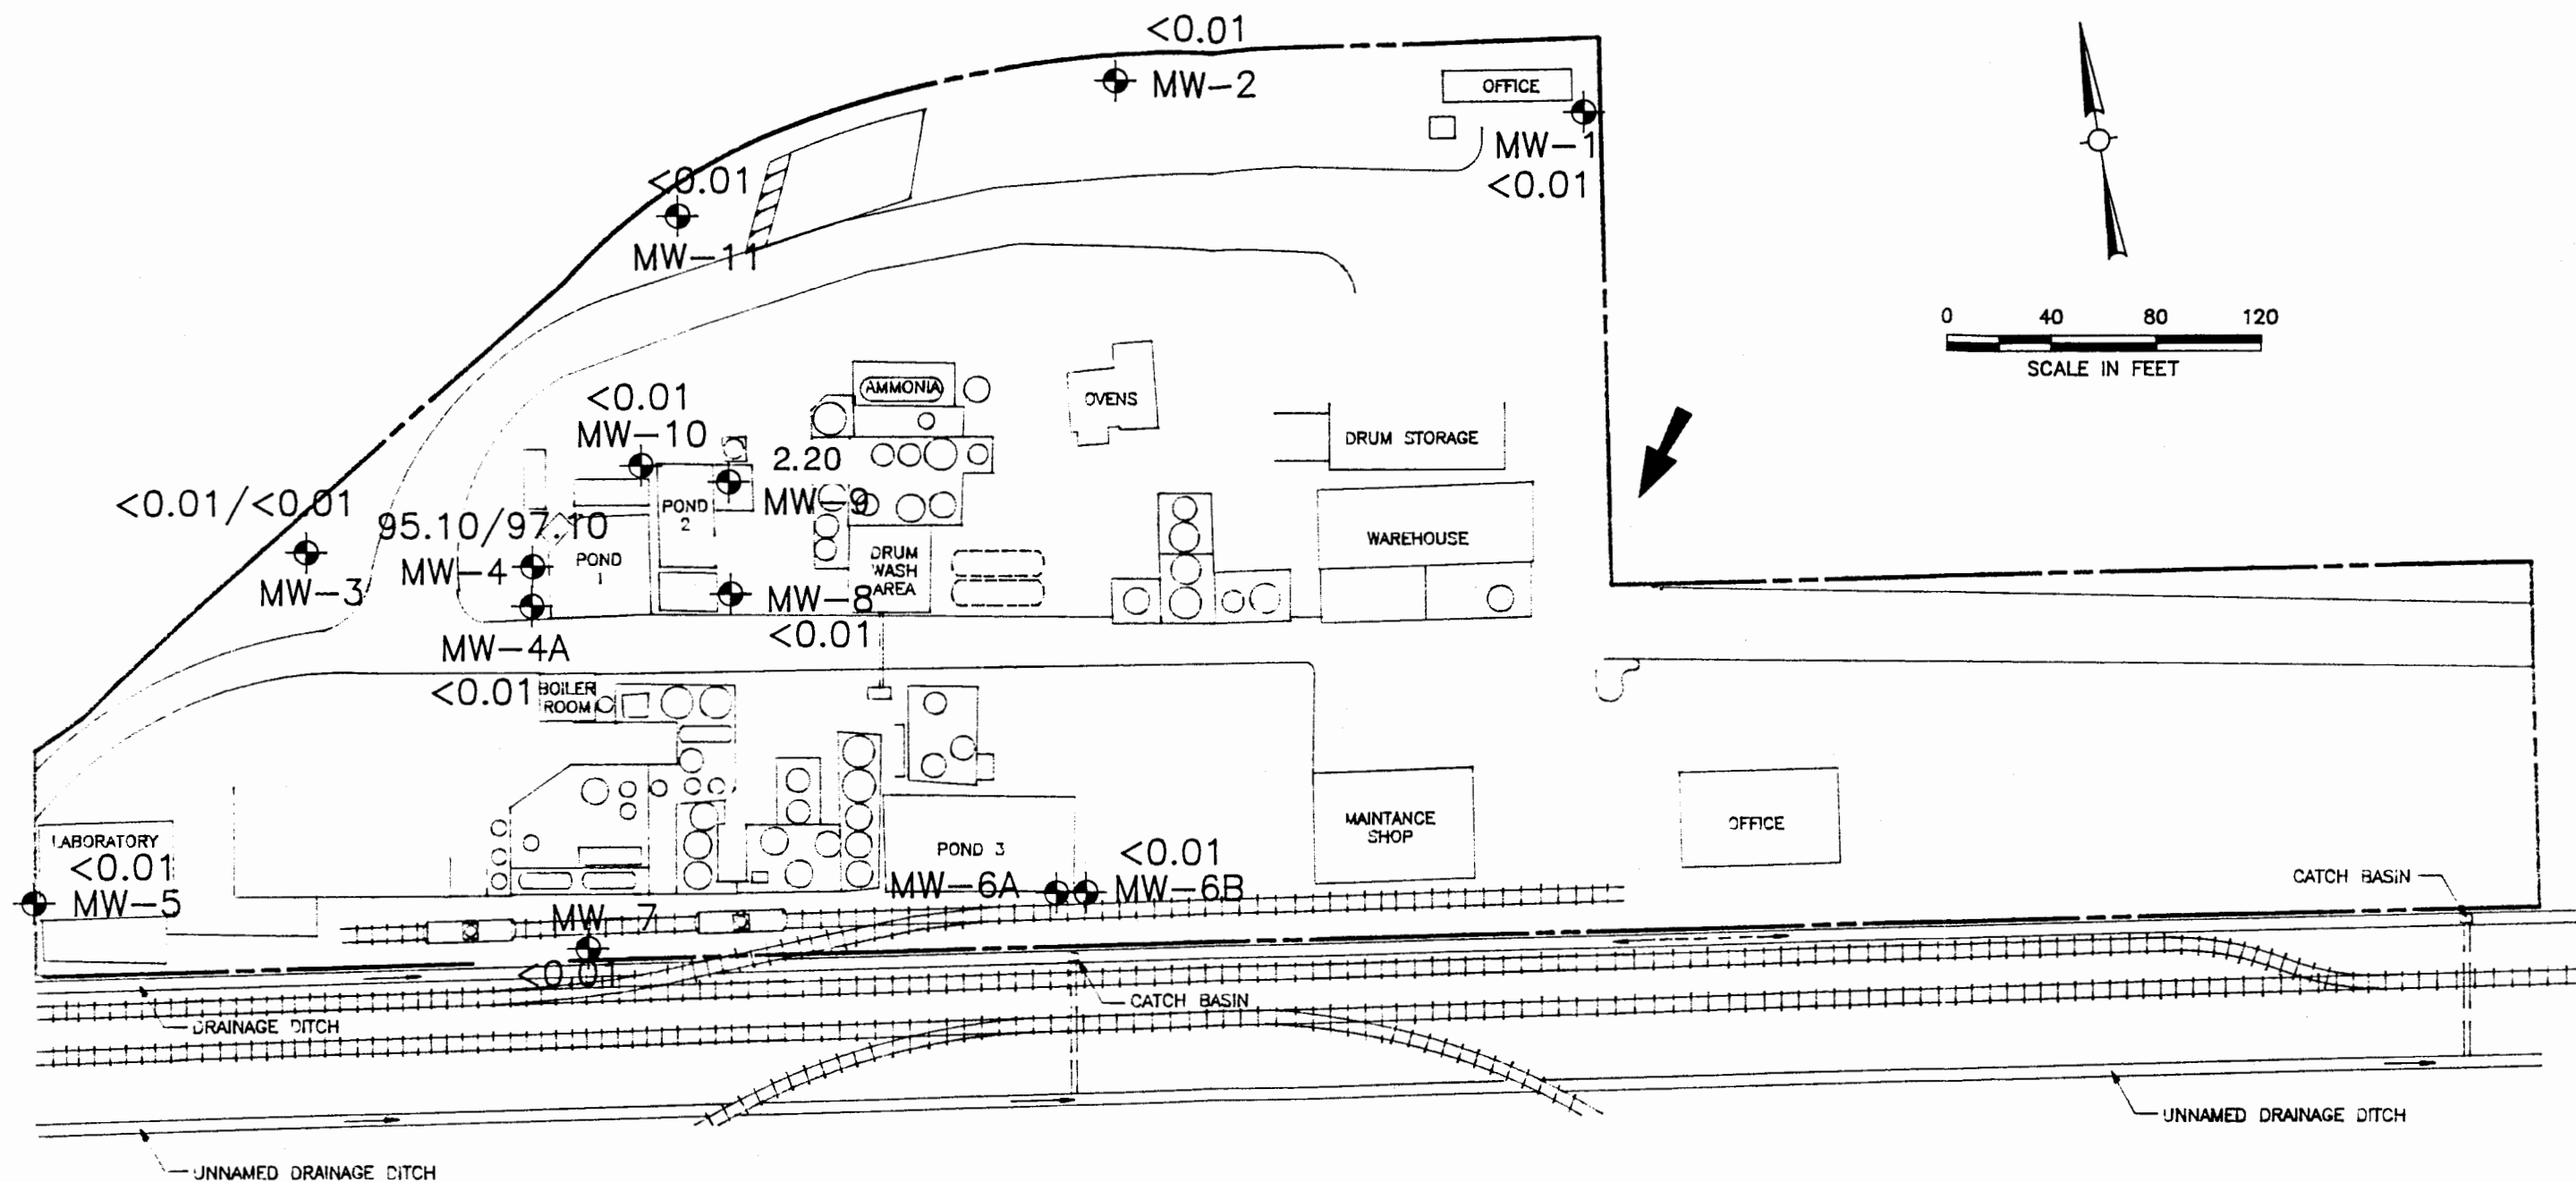 <0.01
MW-2
OFFICE
MW-1
<0.01
<0.01
MW-11
0 40 80 120
SCALE IN FEET
AMMONIA
OVENS
<0.01
MW-10
DRUM STORAGE
2.20
MW-9
<0.01/<0.01
MW-3
95.10/97.10
MW-4
POND
1
POND
2
WAREHOUSE
DRUM
WASH
AREA
MW-8
<0.01
MW-4A
<0.01
BOILER
ROOM
LABORATORY
<0.01
MW-5
MAINTANCE
SHOP
OFFICE
POND 3
<0.01
MW-6A
MW-6B
CATCH BASIN
MW-7
<0.01
CATCH BASIN
DRAINAGE DITCH
UNNAMED DRAINAGE DITCH
UNNAMED DRAINAGE DITCH